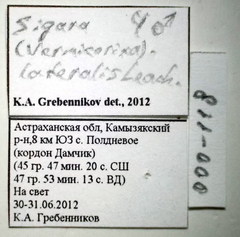 Sigara ♂
(Vermicorixa)
lateralis Leach.
K.A. Grebennikov det., 2012
Астраханская обл, Камызякский
р-н,8 км ЮЗ с. Полдневое
(кордон Дамчик)
(45 гр. 47 мин. 20 с. СШ
47 гр. 53 мин. 13 с. ВД)
На свет
30-31.06.2012
К.А. Гребенников
0000-118